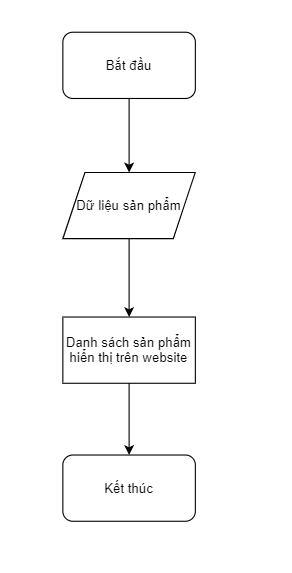 Bắt đầu
Dữ liệu sản phẩm
Danh sách sản phẩm
hiển thị trên website
Kết thúc